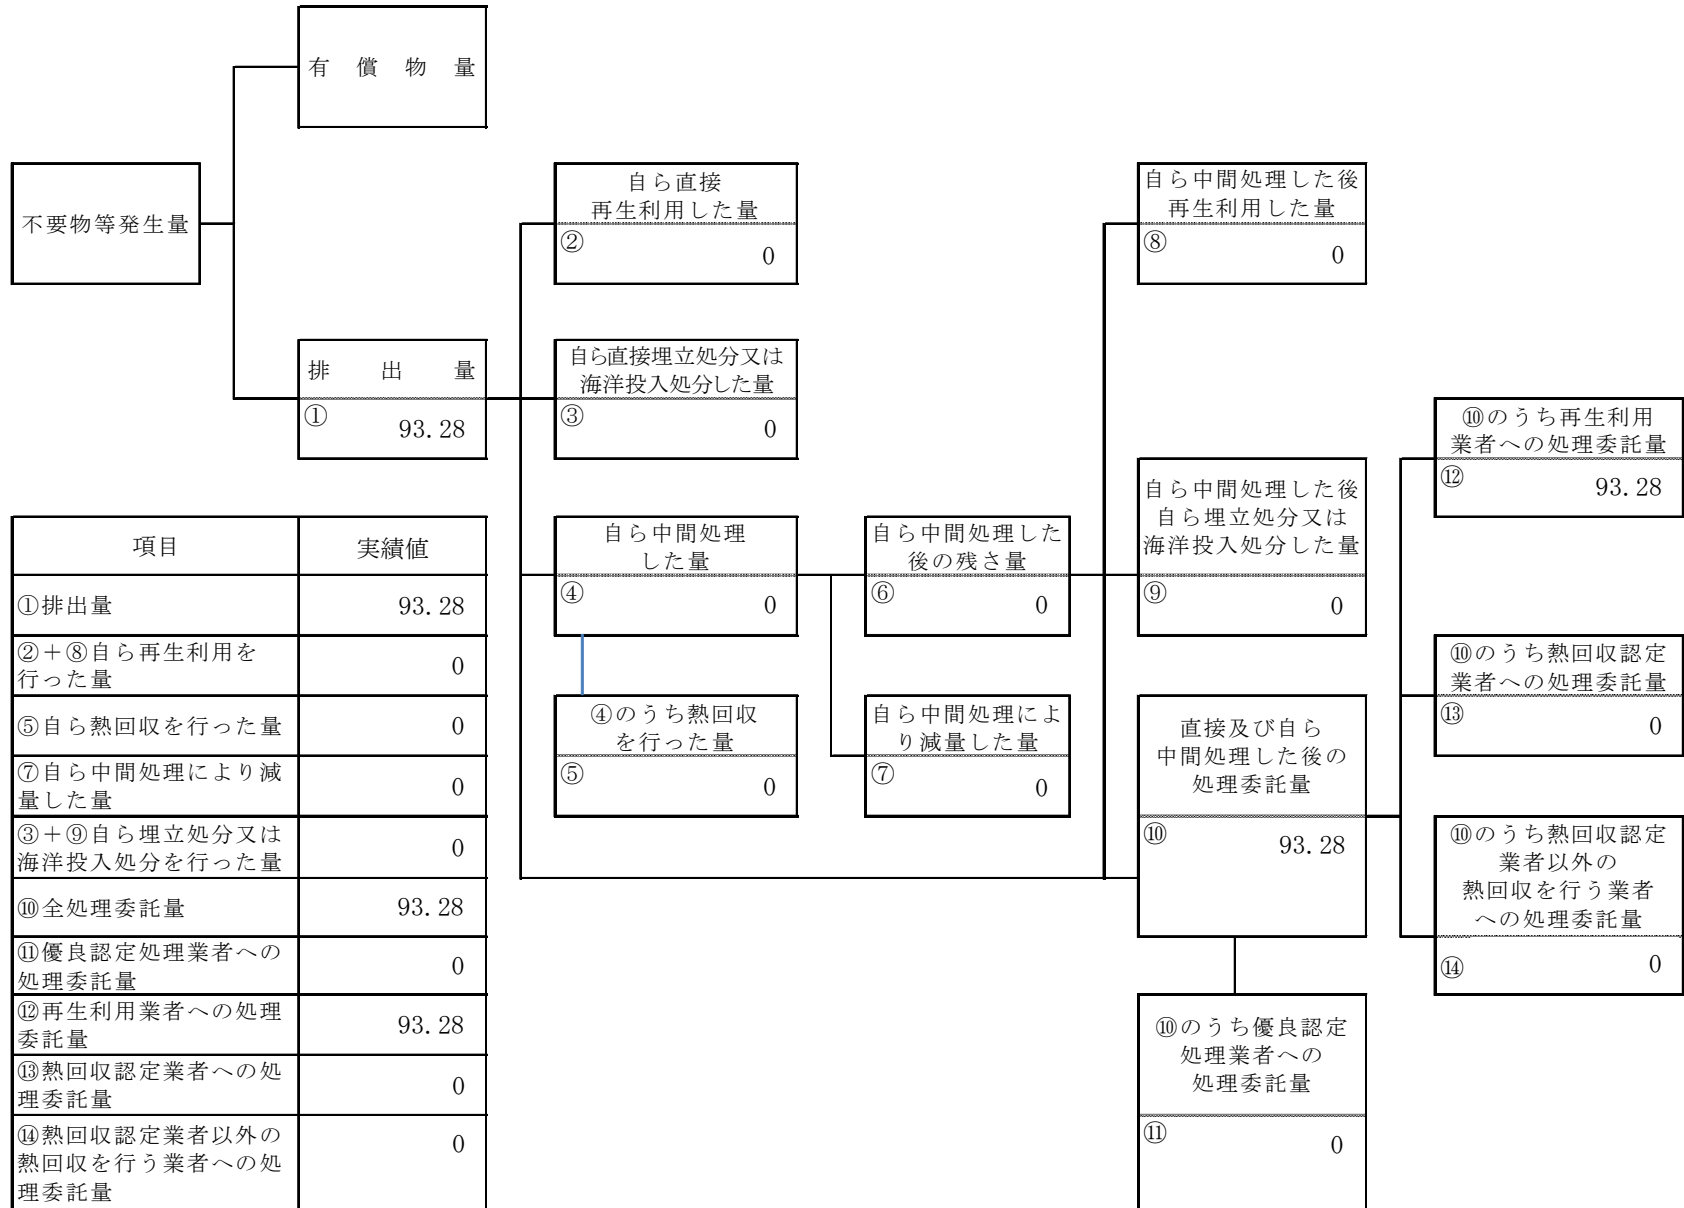 有償物量
不要物等発生量
排出量
①
93.28
自ら直接
再生利用した量
②
0
自ら直接埋立処分又は
海洋投入処分した量
③
0
自ら中間処理
した量
④
0
④のうち熱回収
を行った量
⑤
0
自ら中間処理した
後の残さ量
⑥
0
自ら中間処理によ
り減量した量
⑦
0
自ら中間処理した後
再生利用した量
⑧
0
自ら中間処理した後
自ら埋立処分又は
海洋投入処分した量
⑨
0
直接及び自ら
中間処理した後の
処理委託量
⑩
93.28
⑩のうち優良認定
処理業者への
処理委託量
⑪
0
⑩のうち再生利用
業者への処理委託量
⑫
93.28
⑩のうち熱回収認定
業者への処理委託量
⑬
0
⑩のうち熱回収認定
業者以外の
熱回収を行う業者
への処理委託量
⑭
0
項目 実績値
①排出量 93.28
②＋⑧自ら再生利用を
行った量
0
⑤自ら熱回収を行った量 0
⑦自ら中間処理により減
量した量
0
③＋⑨自ら埋立処分又は
海洋投入処分を行った量
0
⑩全処理委託量 93.28
⑪優良認定処理業者への
処理委託量
0
⑫再生利用業者への処理
委託量
93.28
⑬熱回収認定業者への処
理委託量
0
⑭熱回収認定業者以外の
熱回収を行う業者への処
理委託量
0